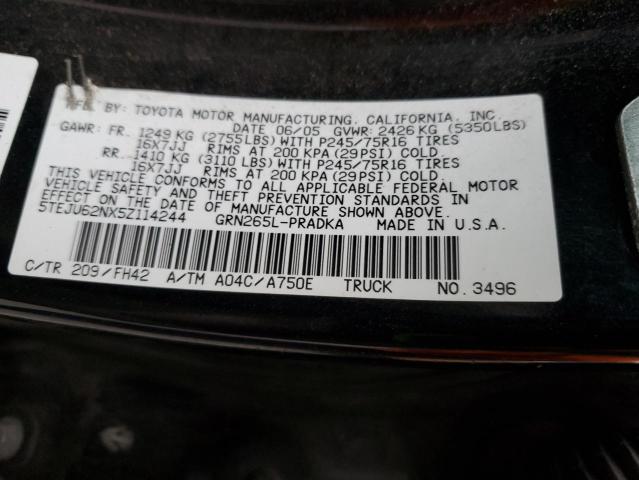 MFD. BY: TOYOTA MOTOR MANUFACTURING, CALIFORNIA, INC.
DATE 06/05 GVWR: 2426 KG (5350LBS)
GAWR: FR. 1249 KG (2755LBS) WITH P245/75R16 TIRES
16X7JJ RIMS AT 200 KPA (29PSI) COLD.
RR. 1410 KG (3110 LBS) WITH P245/75R16 TIRES
16X7JJ RIMS AT 200 KPA (29PSI) COLD.
THIS VEHICLE CONFORMS TO ALL APPLICABLE FEDERAL MOTOR
VEHICLE SAFETY AND THEFT PREVENTION STANDARDS IN
EFFECT ON THE DATE OF MANUFACTURE SHOWN ABOVE.
5TEJU62NX5Z114244 GRN265L-PRADKA MADE IN U.S.A.
C/TR 209/FH42 A/TM A04C/A750E TRUCK NO. 3496